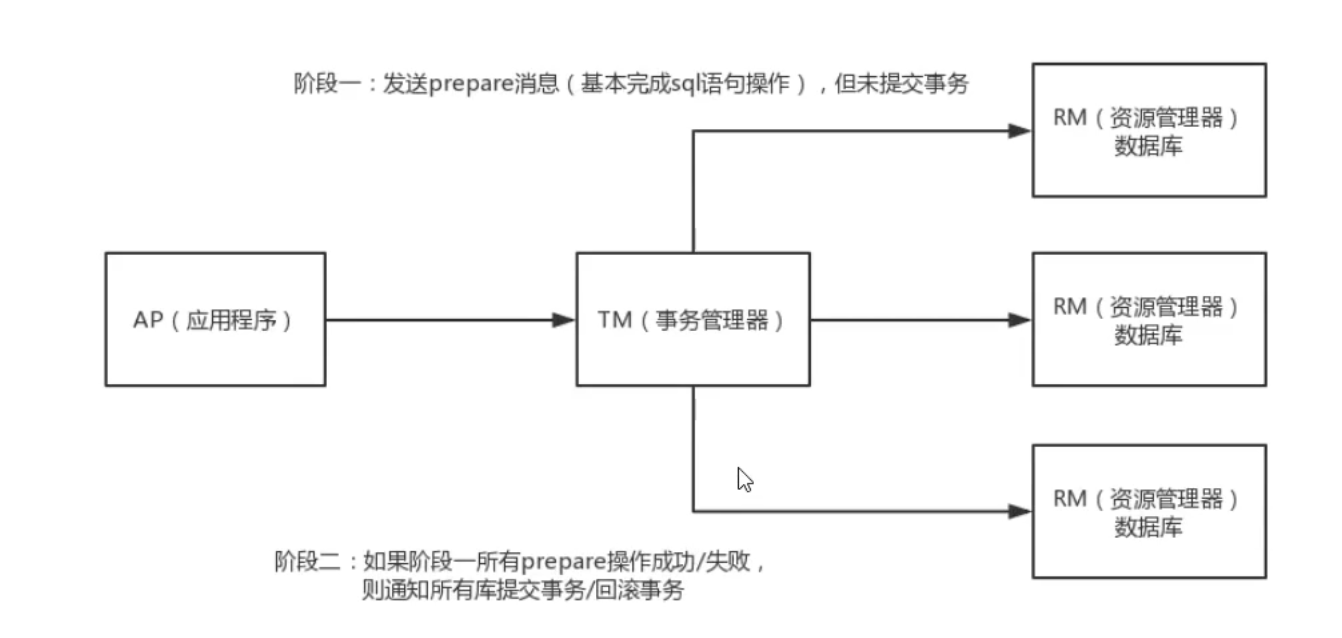 阶段一：发送prepare消息（基本完成sql语句操作），但未提交事务
RM（资源管理器）
数据库
AP（应用程序）
TM（事务管理器）
RM（资源管理器）
数据库
RM（资源管理器）
数据库
阶段二：如果阶段一所有prepare操作成功/失败，
则通知所有库提交事务/回滚事务